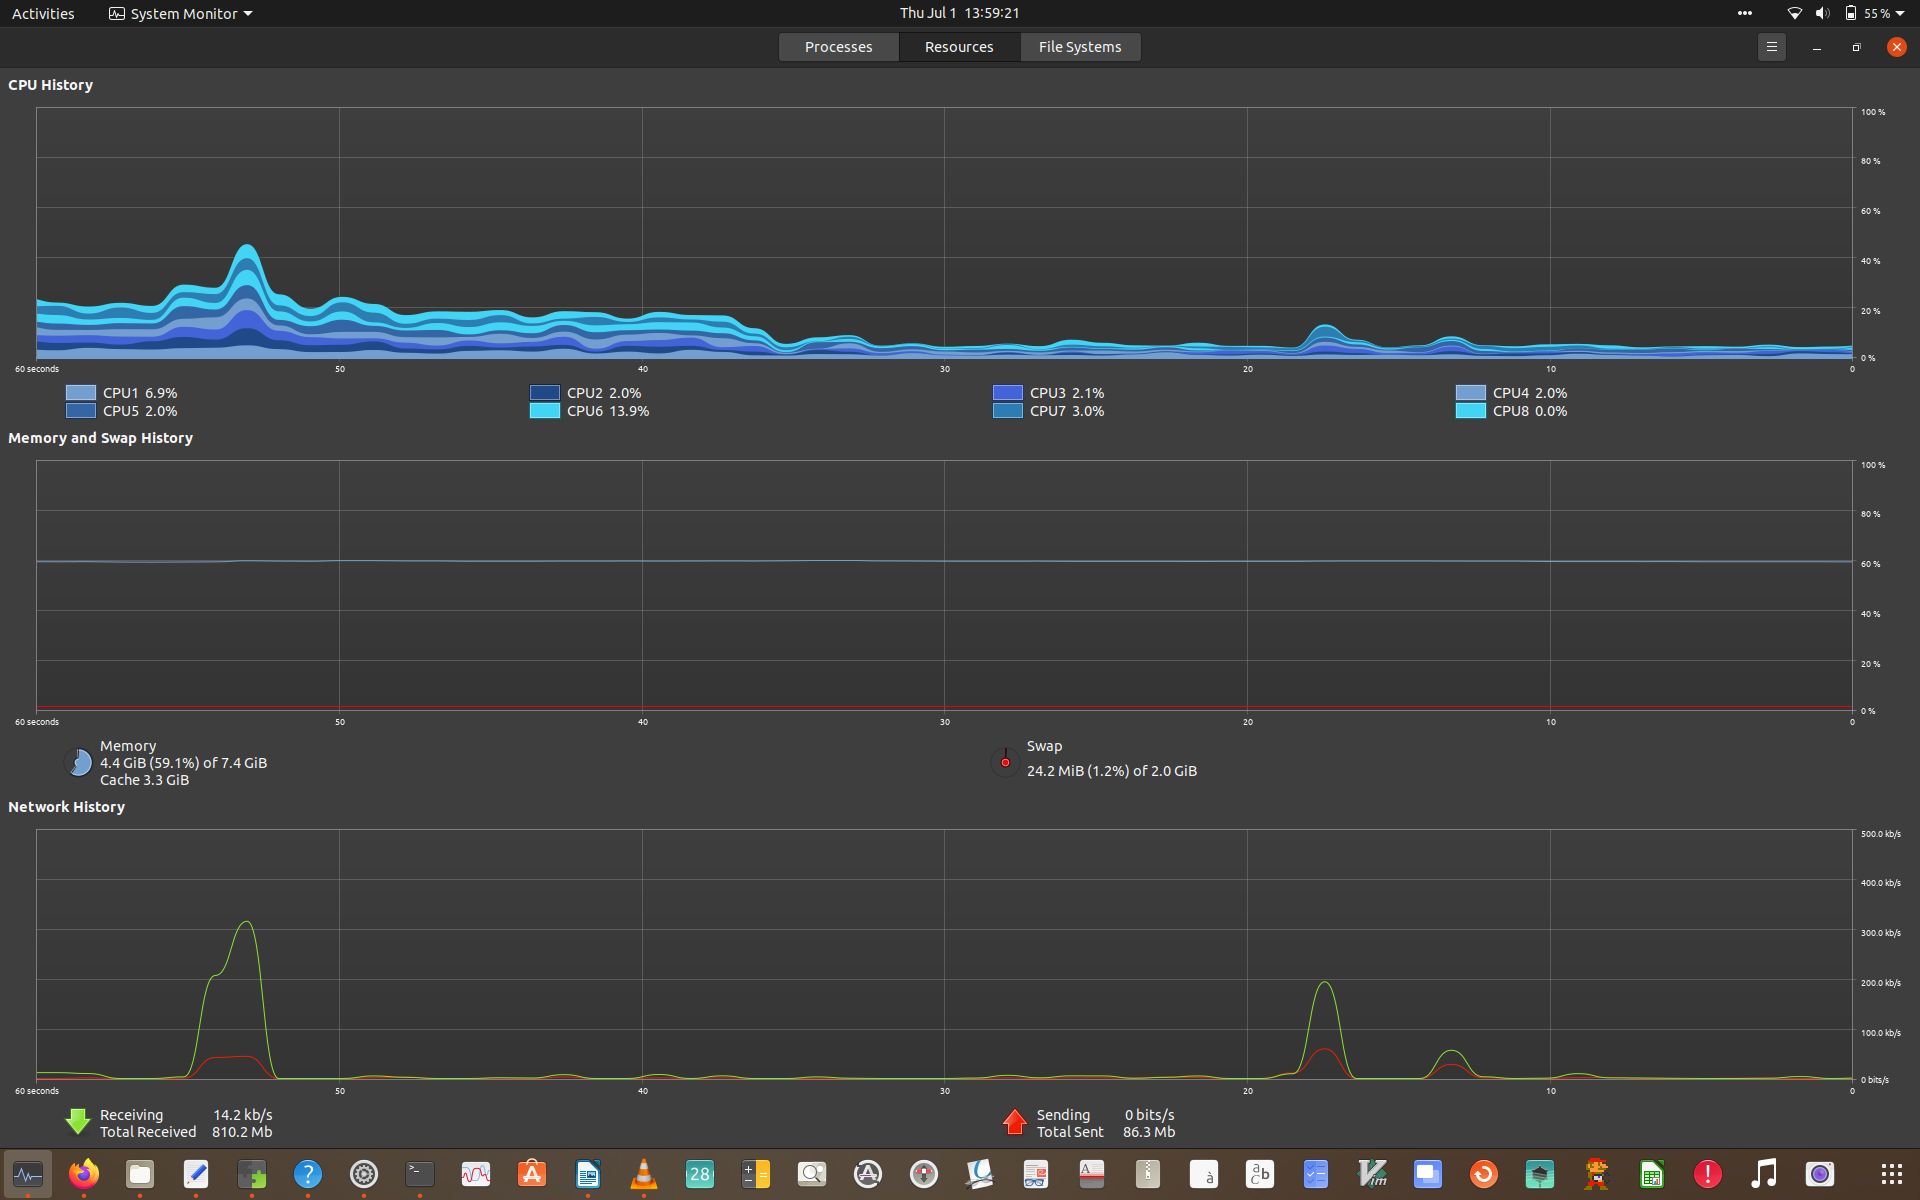 Activities System Monitor Thu Jul 1 13:59:21 55 %
Processes Resources File Systems
CPU History
100 %
80 %
60 %
40 %
20 %
0 %
60 seconds 50 40 30 20 10 0
CPU1 6.9% CPU2 2.0% CPU3 2.1% CPU4 2.0%
CPU5 2.0% CPU6 13.9% CPU7 3.0% CPU8 0.0%
Memory and Swap History
100 %
80 %
60 %
40 %
20 %
0 %
60 seconds 50 40 30 20 10 0
Memory
4.4 GiB (59.1%) of 7.4 GiB
Cache 3.3 GiB
Swap
24.2 MiB (1.2%) of 2.0 GiB
Network History
500.0 kb/s
400.0 kb/s
300.0 kb/s
200.0 kb/s
100.0 kb/s
0 bits/s
60 seconds 50 40 30 20 10 0
Receiving 14.2 kb/s
Total Received 810.2 Mb
Sending 0 bits/s
Total Sent 86.3 Mb
? >_ A 28 A A à ab c Vim !